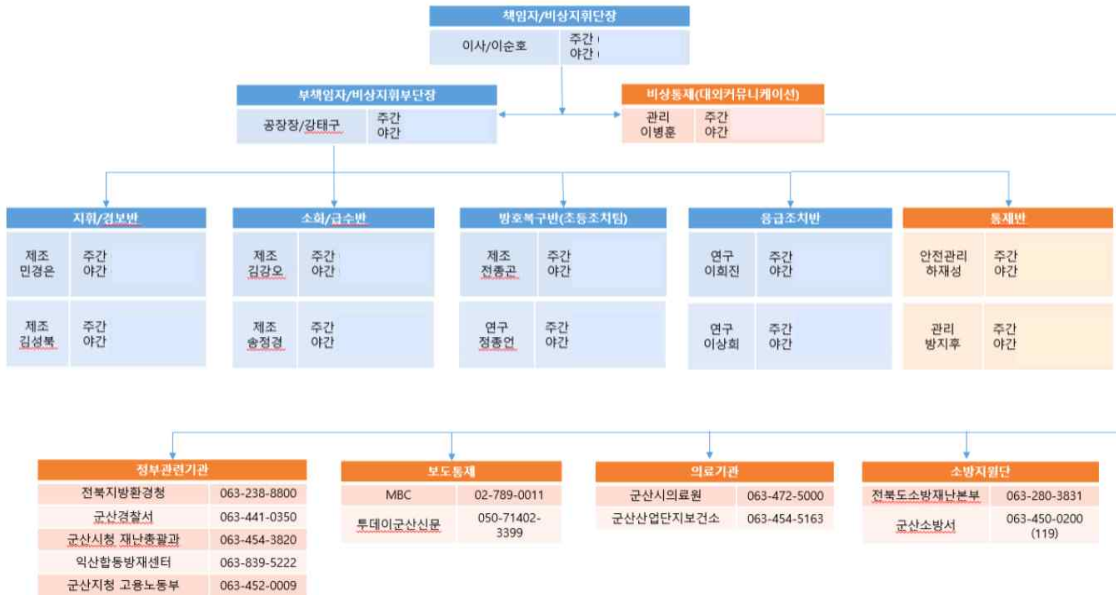 책임자/비상지휘단장
이사/이순호
주간
야간
부책임자/비상지휘부단장
공장장/강태구
주간
야간
비상통제(대외커뮤니케이션)
관리
이병훈
주간
야간
지휘/경보반
제조
민경은
주간
야간
제조
김성북
주간
야간
소화/급수반
제조
김강오
주간
야간
제조
송정경
주간
야간
방호복구반(초등조치팀)
제조
전종곤
주간
야간
연구
정종언
주간
야간
응급조치반
연구
이희진
주간
야간
연구
이상희
주간
야간
통재반
안전관리
하재성
주간
야간
관리
방지후
주간
야간
정부관련기관
전북지방환경청 063-238-8800
군산경찰서 063-441-0350
군산시청 재난총괄과 063-454-3820
익산합동방재센터 063-839-5222
군산지청 고용노동부 063-452-0009
보도통재
MBC 02-789-0011
투데이군산신문 050-71402-
3399
의료기관
군산시의료원 063-472-5000
군산산업단지보건소 063-454-5163
소방지원단
전북도소방재난본부 063-280-3831
군산소방서 063-450-0200
(119)